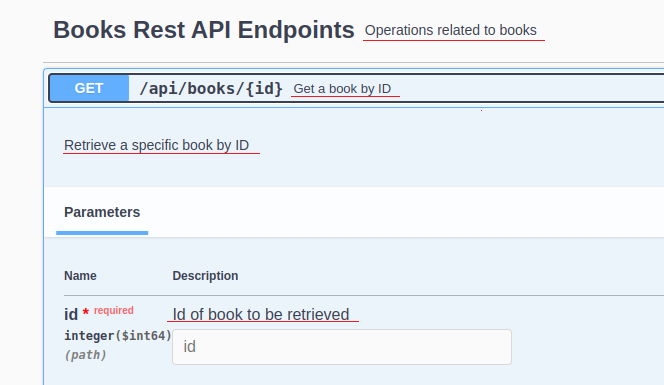 Books Rest API Endpoints Operations related to books
GET /api/books/{id} Get a book by ID
Retrieve a specific book by ID
Parameters
Name Description
id * required Id of book to be retrieved
integer($int64) id
(path)